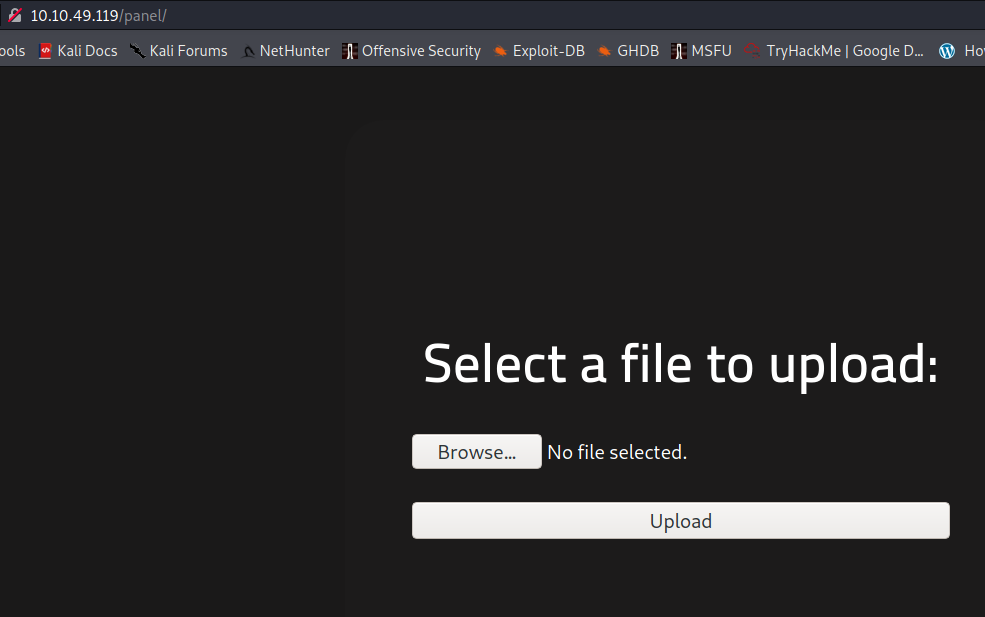 10.10.49.119/panel/
ools Kali Docs Kali Forums NetHunter Offensive Security Exploit-DB GHDB MSFU TryHackMe | Google D... Hov
Select a file to upload:
Browse... No file selected.
Upload